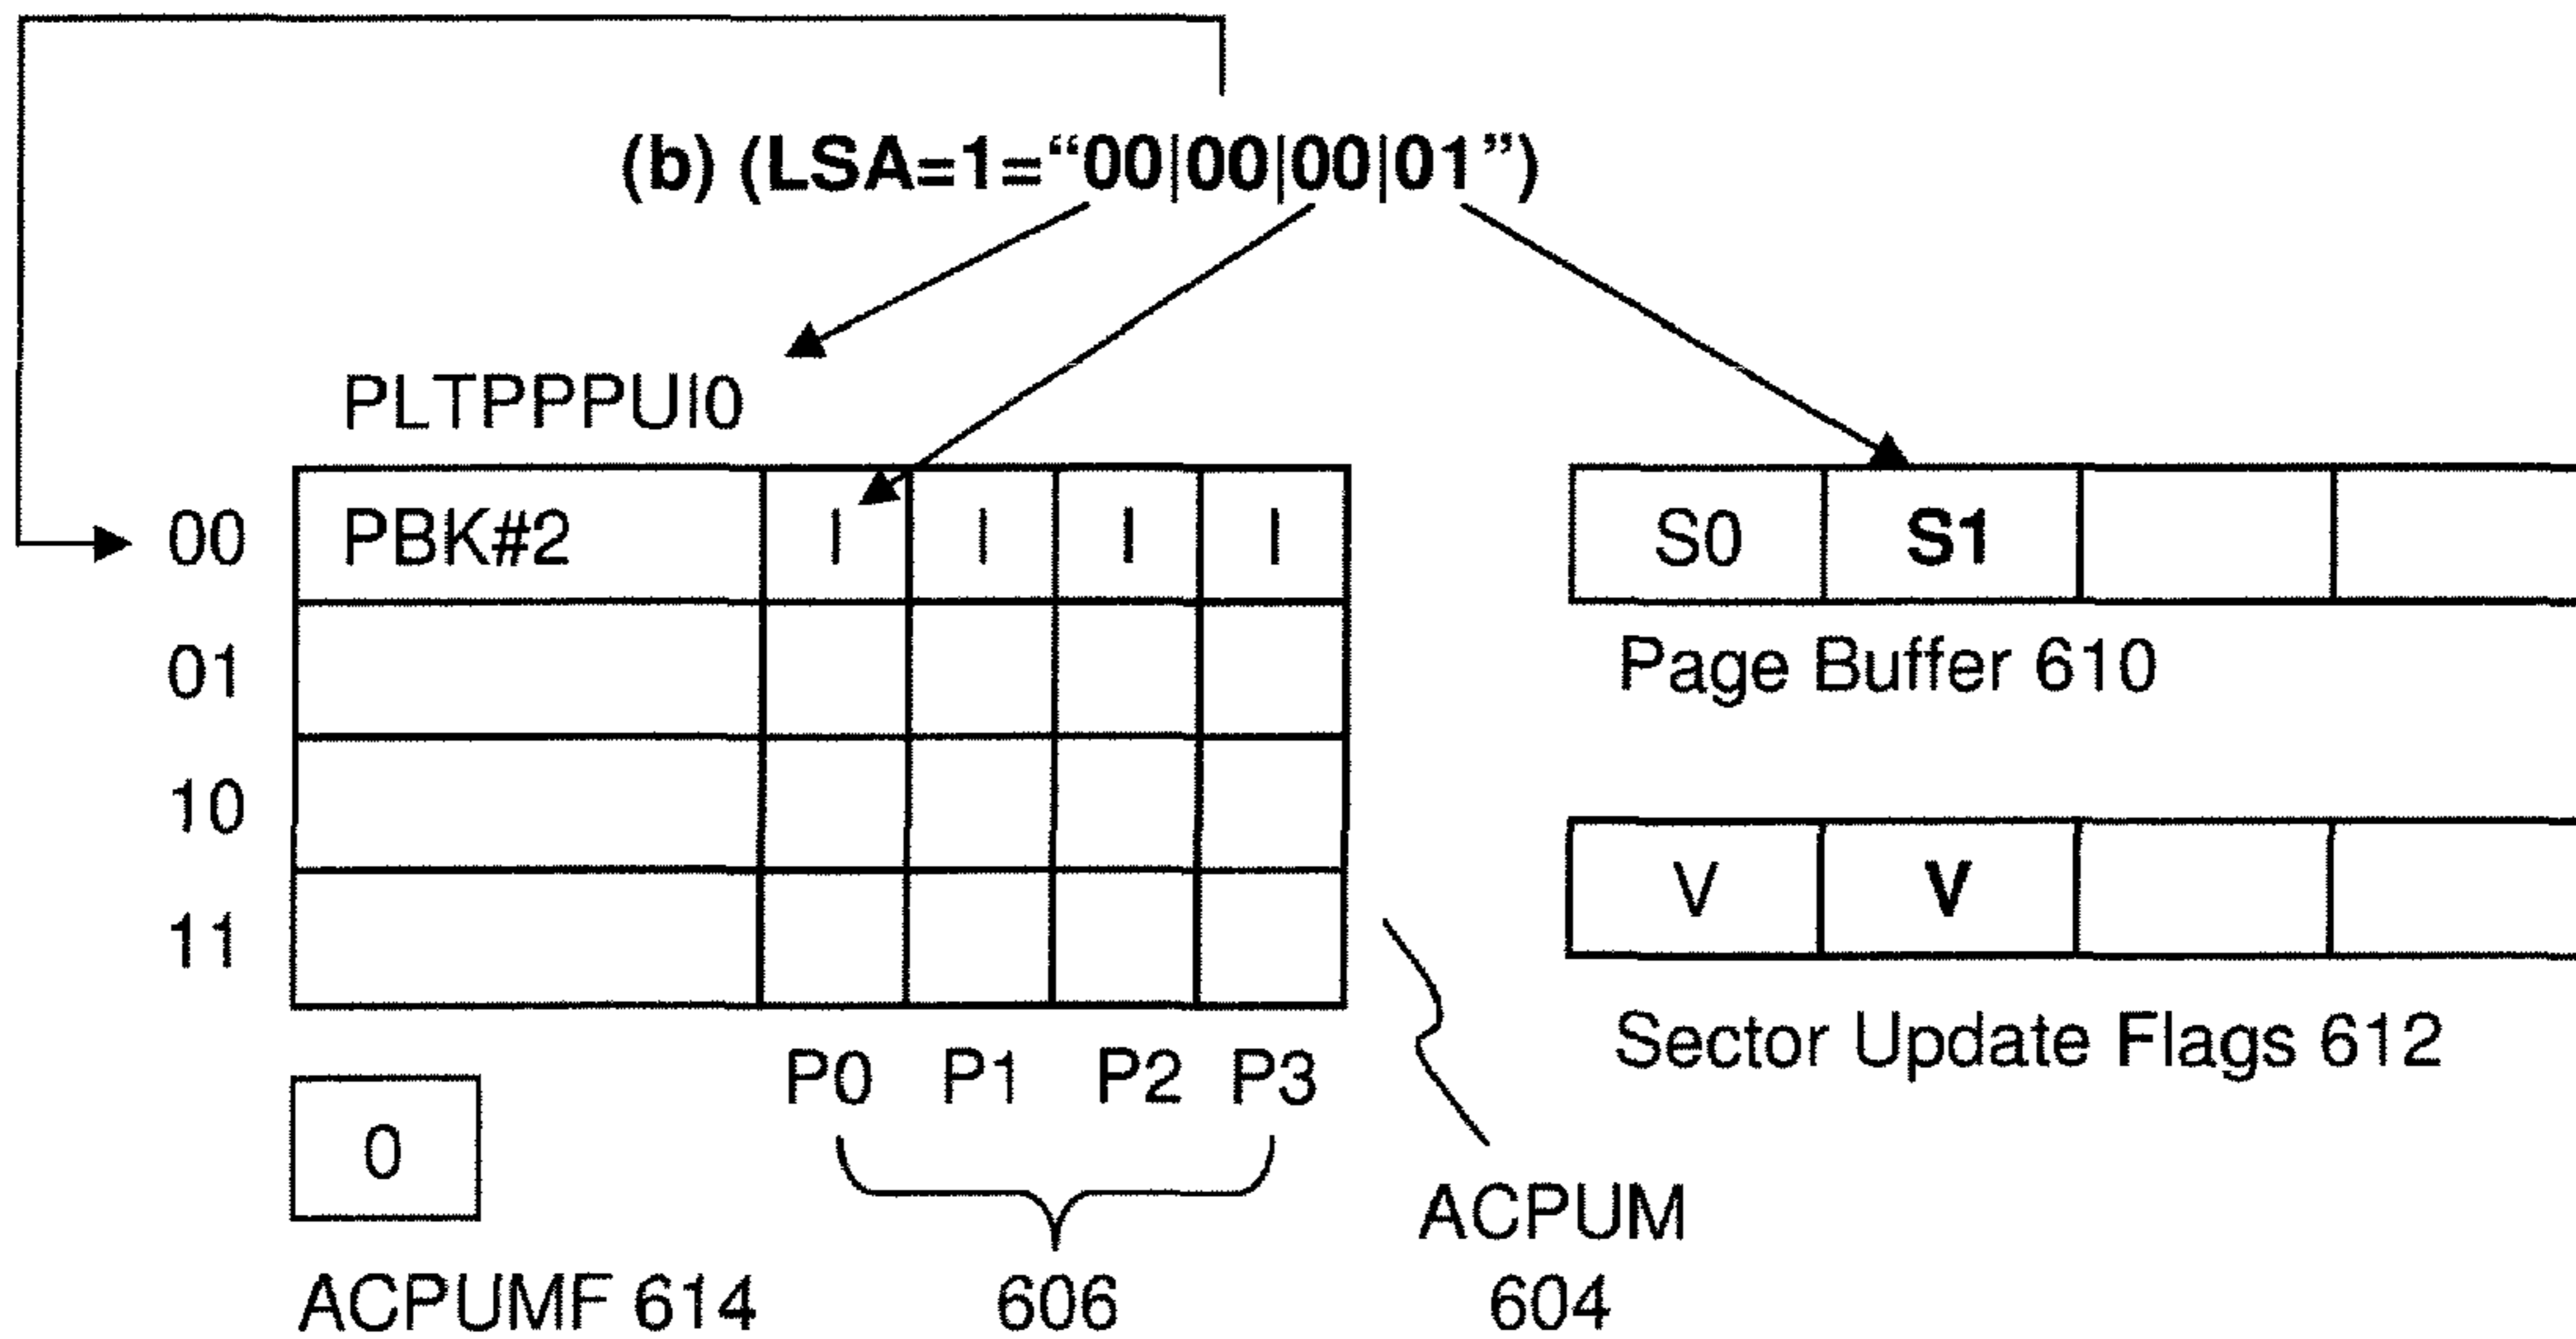 (b) (LSA=1=“00|00|00|01”)
PLTPPPUI0
00 PBK#2 I I I I S0 S1
01 Page Buffer 610
10
V V
11
Sector Update Flags 612
P0 P1 P2 P3
0
ACPUM
ACPUMF 614 606 604